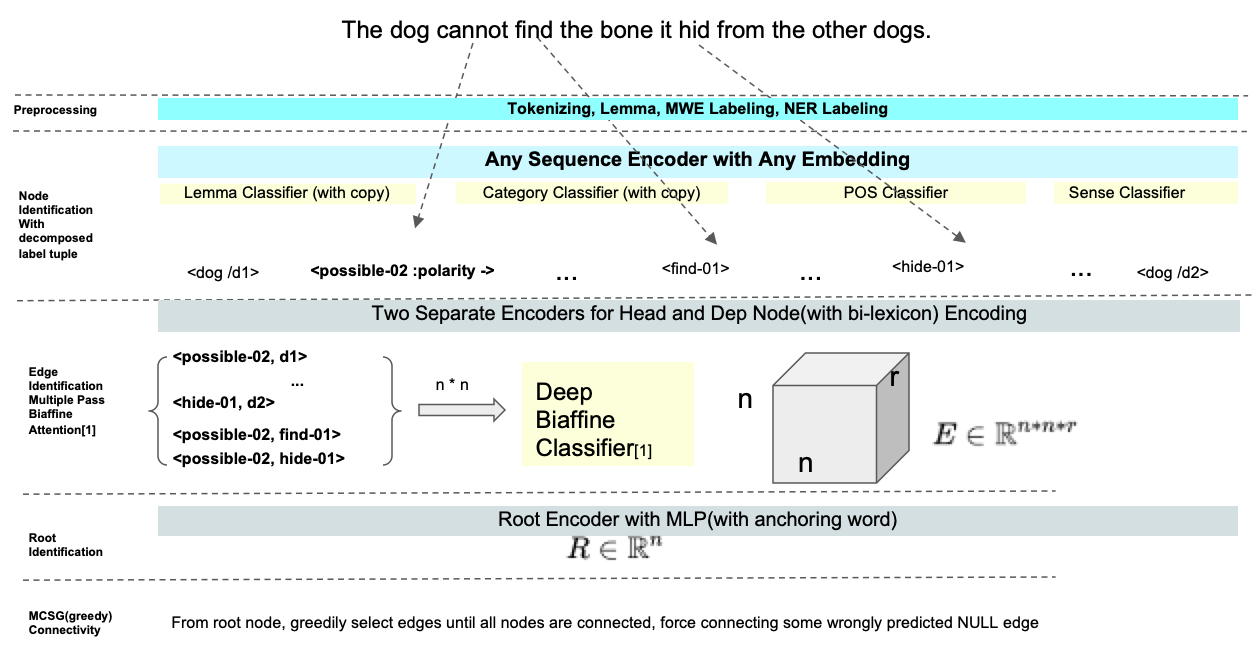 The dog cannot find the bone it hid from the other dogs.
Preprocessing
Tokenizing, Lemma, MWE Labeling, NER Labeling
Any Sequence Encoder with Any Embedding
Node
Identification
With
decomposed
label tuple
Lemma Classifier (with copy)
Category Classifier (with copy)
POS Classifier
Sense Classifier
<dog /d1>
<possible-02 :polarity ->
...
<find-01>
...
<hide-01>
...
<dog /d2>
Two Separate Encoders for Head and Dep Node(with bi-lexicon) Encoding
Edge
Identification
Multiple Pass
Biaffine
Attention[1]
<possible-02, d1>
...
<hide-01, d2>
<possible-02, find-01>
<possible-02, hide-01>
n * n
Deep
Biaffine
Classifier[1]
n
r
n
E ∈ ℝⁿ*ⁿ*ʳ
Root Encoder with MLP(with anchoring word)
R ∈ ℝⁿ
Root
Identification
MCSG(greedy)
Connectivity
From root node, greedily select edges until all nodes are connected, force connecting some wrongly predicted NULL edge